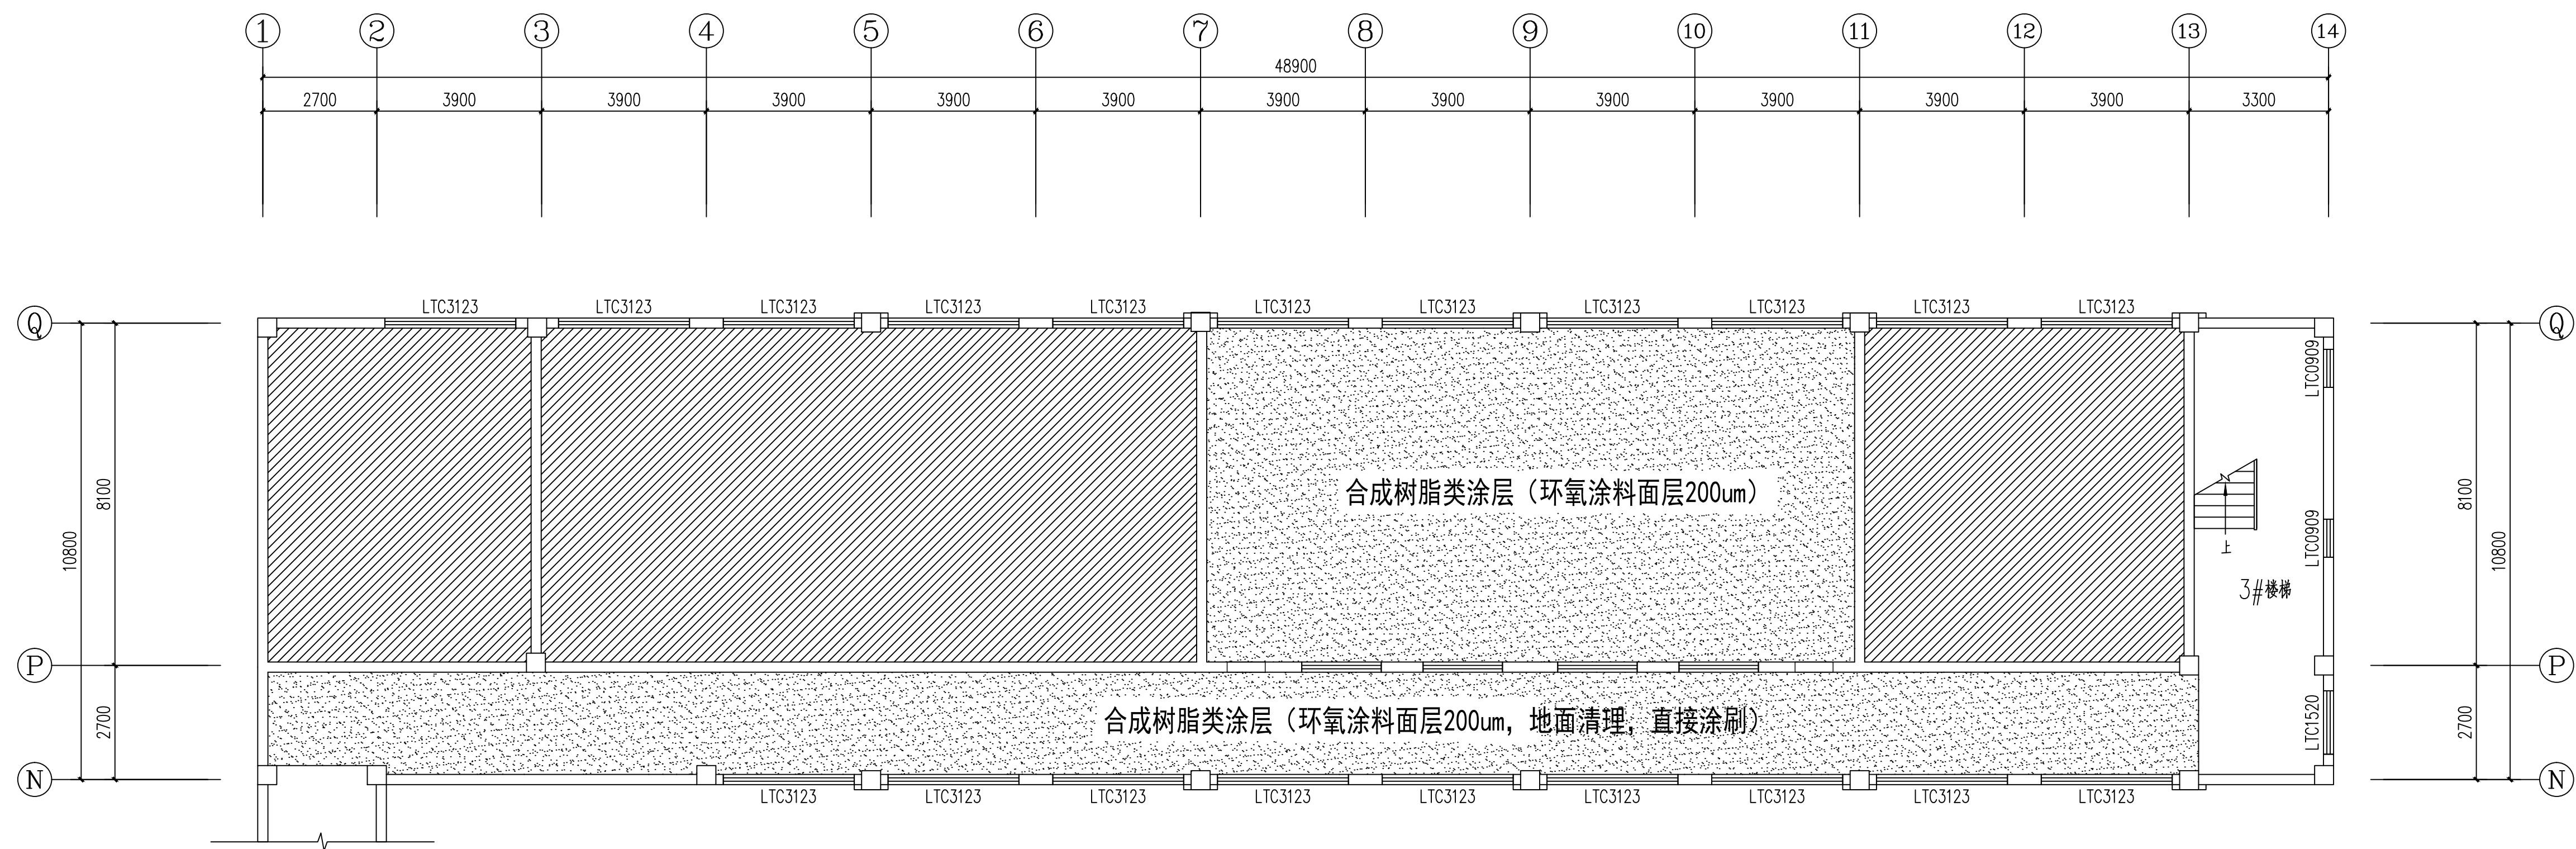 1 2 3 4 5 6 7 8 9 10 11 12 13 14
48900
2700 3900 3900 3900 3900 3900 3900 3900 3900 3900 3900 3900 3300
LTC3123 LTC3123 LTC3123 LTC3123 LTC3123 LTC3123 LTC3123 LTC3123 LTC3123 LTC3123 LTC3123
Q Q
LTC0909
8100 8100
10800 10800
合成树脂类涂层（环氧涂料面层200um）
LTC0909
上
3#楼梯
P P
2700 2700
合成树脂类涂层（环氧涂料面层200um，地面清理，直接涂刷）
LTC1520
N N
LTC3123 LTC3123 LTC3123 LTC3123 LTC3123 LTC3123 LTC3123 LTC3123 LTC3123